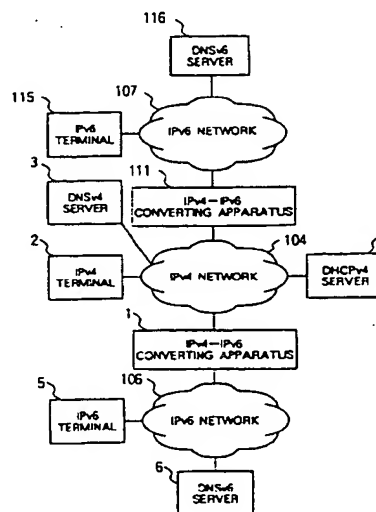 116
DNSv6
SERVER
107
115
IPv6
TERMINAL
IPv6 NETWORK
3
111
DNSv4
SERVER
IPv4-IPv6
CONVERTING APPARATUS
2
104
IPv4
TERMINAL
IPv4 NETWORK
DHCPv4
SERVER
1
IPv4-IPv6
CONVERTING APPARATUS
5
106
IPv6
TERMINAL
IPv6 NETWORK
6
DNSv6
SERVER